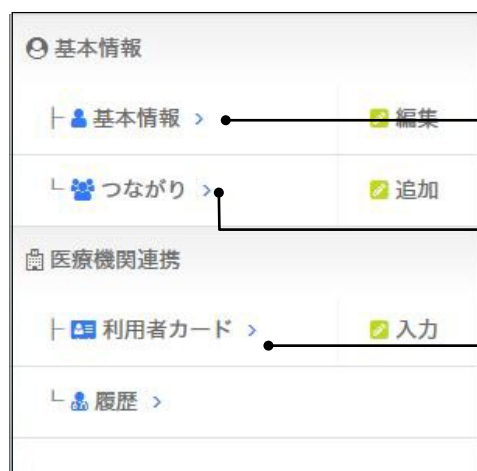 基本情報
基本情報 編集
つながり 追加
医療機関連携
利用者カード 入力
履歴